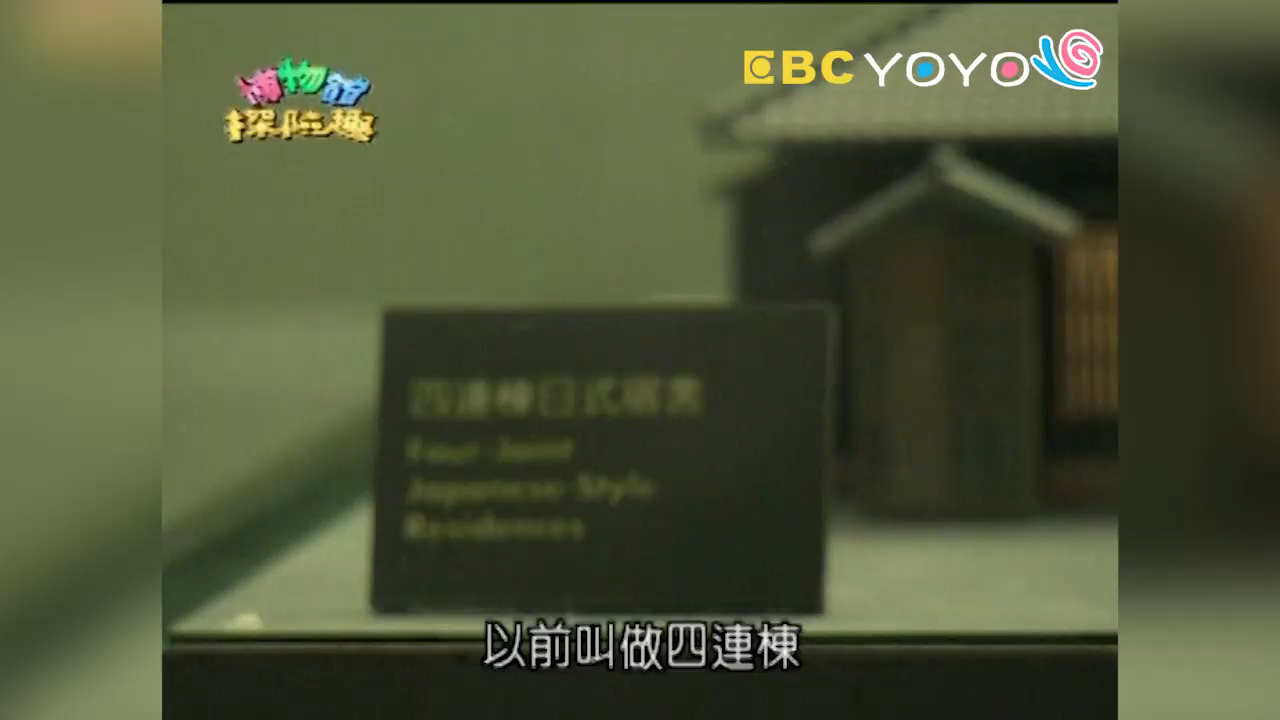 EBC YOYO
博物館
探險趣
四連棟日式宿舍
Four-Joint
Japanese-Style
Residences
以前叫做四連棟